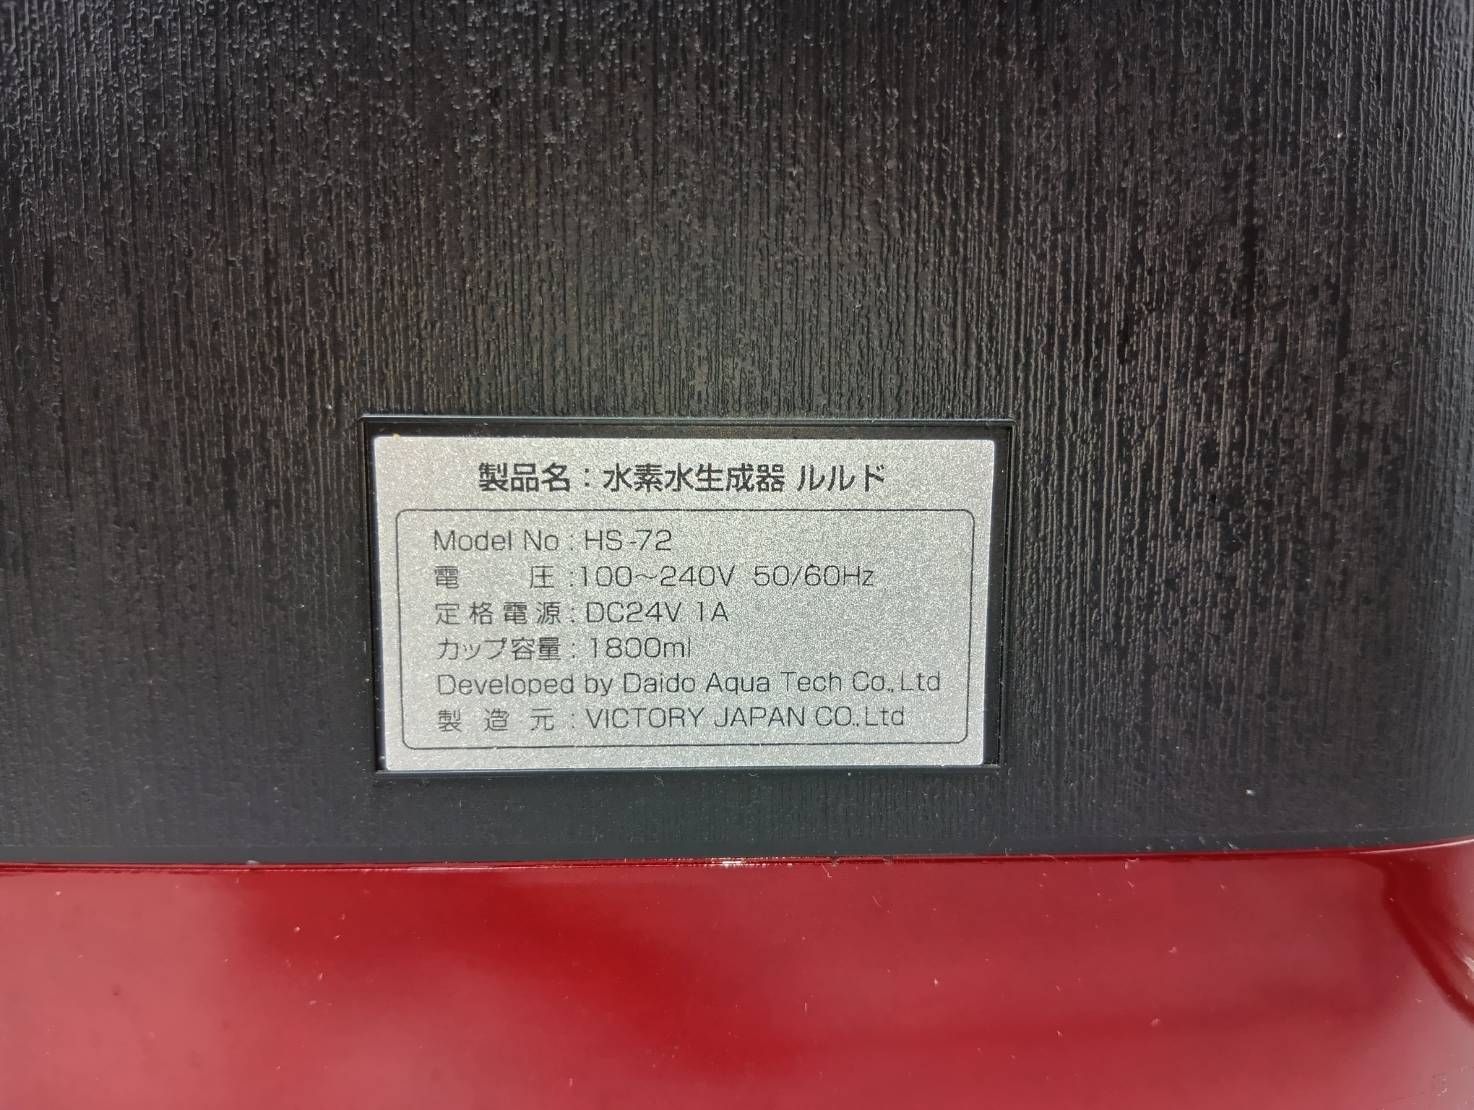 製品名：水素水生成器 ルルド
Model No : HS-72
電 圧 :100～240V 50/60Hz
定格電源 : DC24V 1A
カップ容量 : 1800ml
Developed by Daido Aqua Tech Co.,Ltd
製造元 : VICTORY JAPAN CO.,Ltd